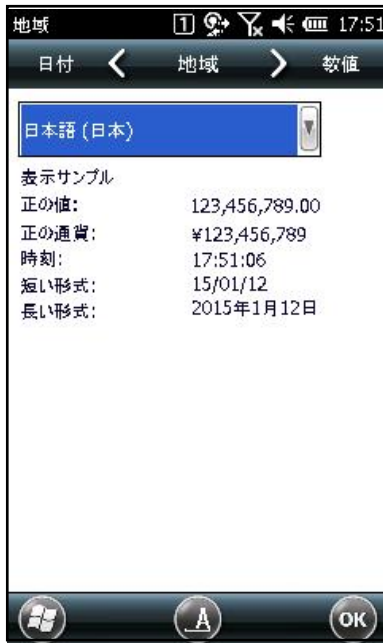 地域 1 17:51
日付 地域 数値
日本語 (日本)
表示サンプル
正の値: 123,456,789.00
正の通貨: ¥123,456,789
時刻: 17:51:06
短い形式: 15/01/12
長い形式: 2015年1月12日
A OK